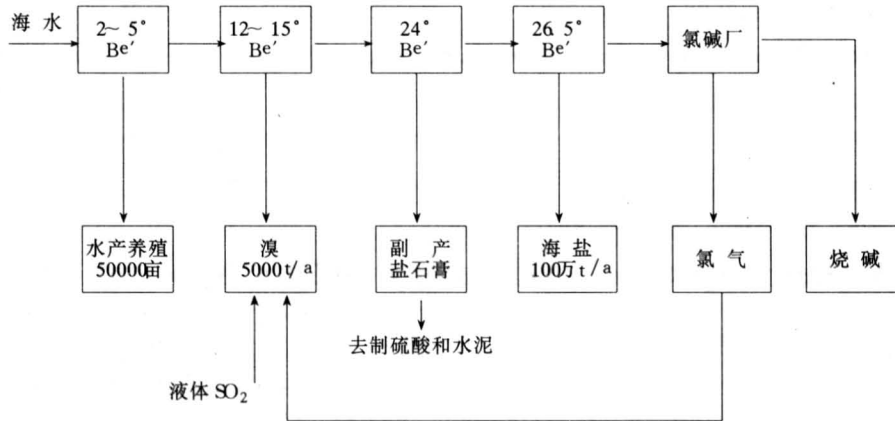 海 水
2~5°
Be′
12~15°
Be′
24°
Be′
26.5°
Be′
氯碱厂
水产养殖
50000亩
溴
5000t/a
副 产
盐石膏
海 盐
100万t/a
氯 气
烧 碱
去制硫酸和水泥
液体SO₂